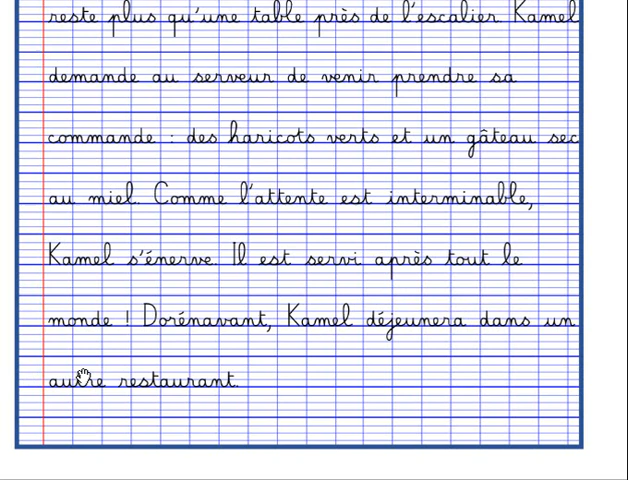 reste plus qu'une table près de l'escalier. Kamel
demande au serveur de venir prendre sa
commande : des haricots verts et un gâteau sec
au miel. Comme l'attente est interminable,
Kamel s'énerve. Il est servi après tout le
monde ! Dorénavant, Kamel déjeunera dans un
autre restaurant.